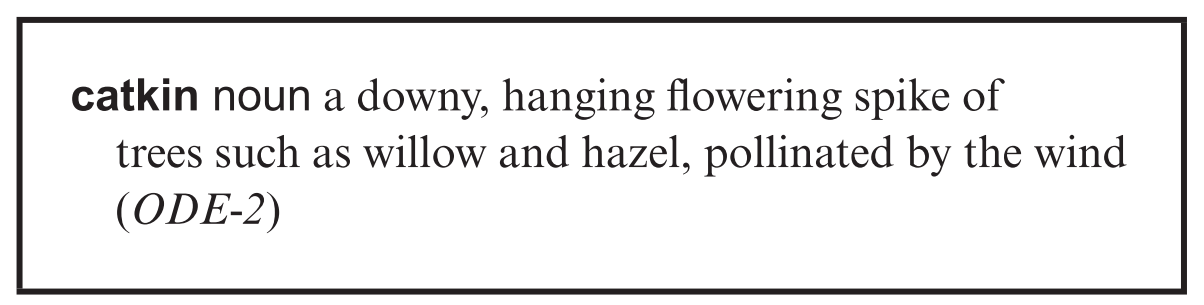 catkin noun a downy, hanging flowering spike of
trees such as willow and hazel, pollinated by the wind
(ODE-2)